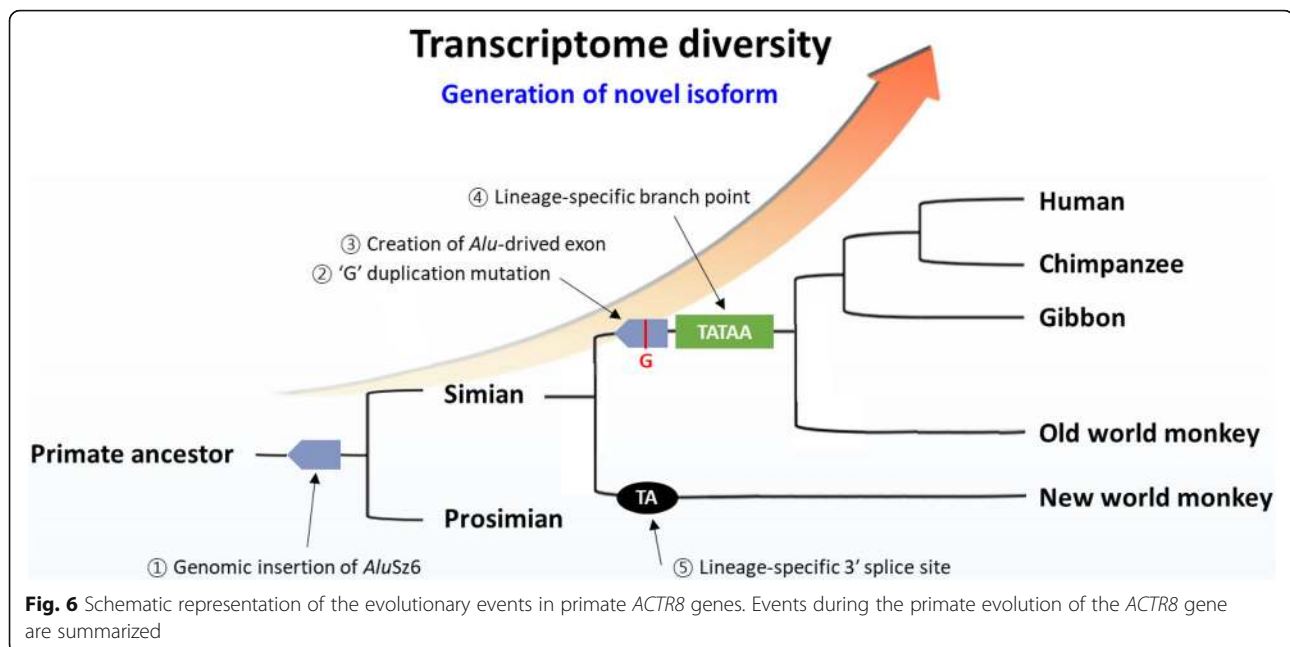 Transcriptome diversity
Generation of novel isoform
④ Lineage-specific branch point
③ Creation of Alu-drived exon
② ‘G’ duplication mutation
TATAA
G
Human
Chimpanzee
Gibbon
Simian
Primate ancestor
Old world monkey
TA
New world monkey
Prosimian
① Genomic insertion of AluSz6
⑤ Lineage-specific 3’ splice site
Fig. 6 Schematic representation of the evolutionary events in primate ACTR8 genes. Events during the primate evolution of the ACTR8 gene
are summarized